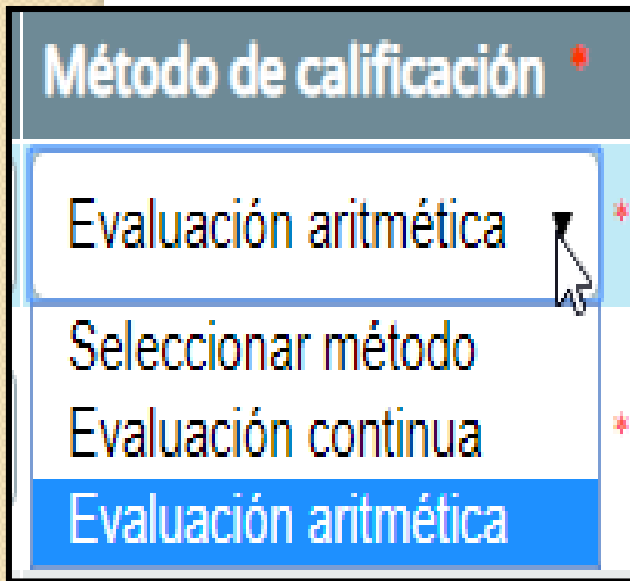 Método de calificación *
Evaluación aritmética *
Seleccionar método
Evaluación continua *
Evaluación aritmética